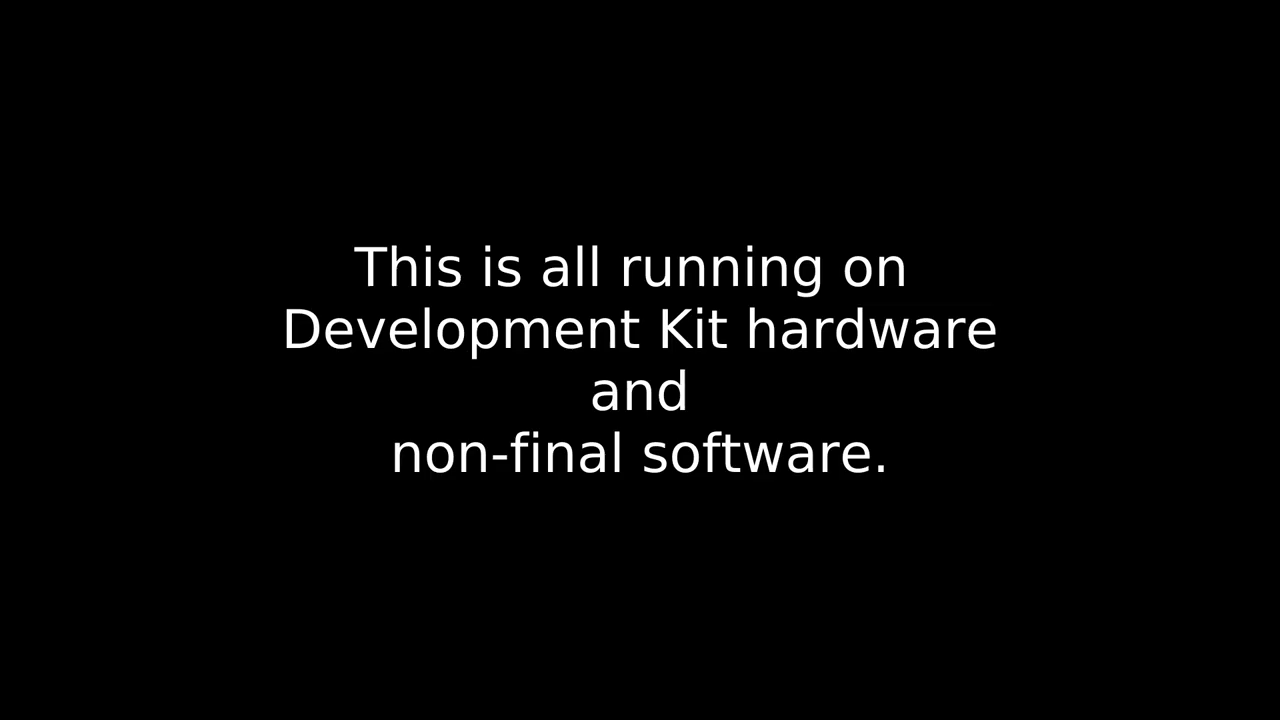 This is all running on
Development Kit hardware
and
non-final software.